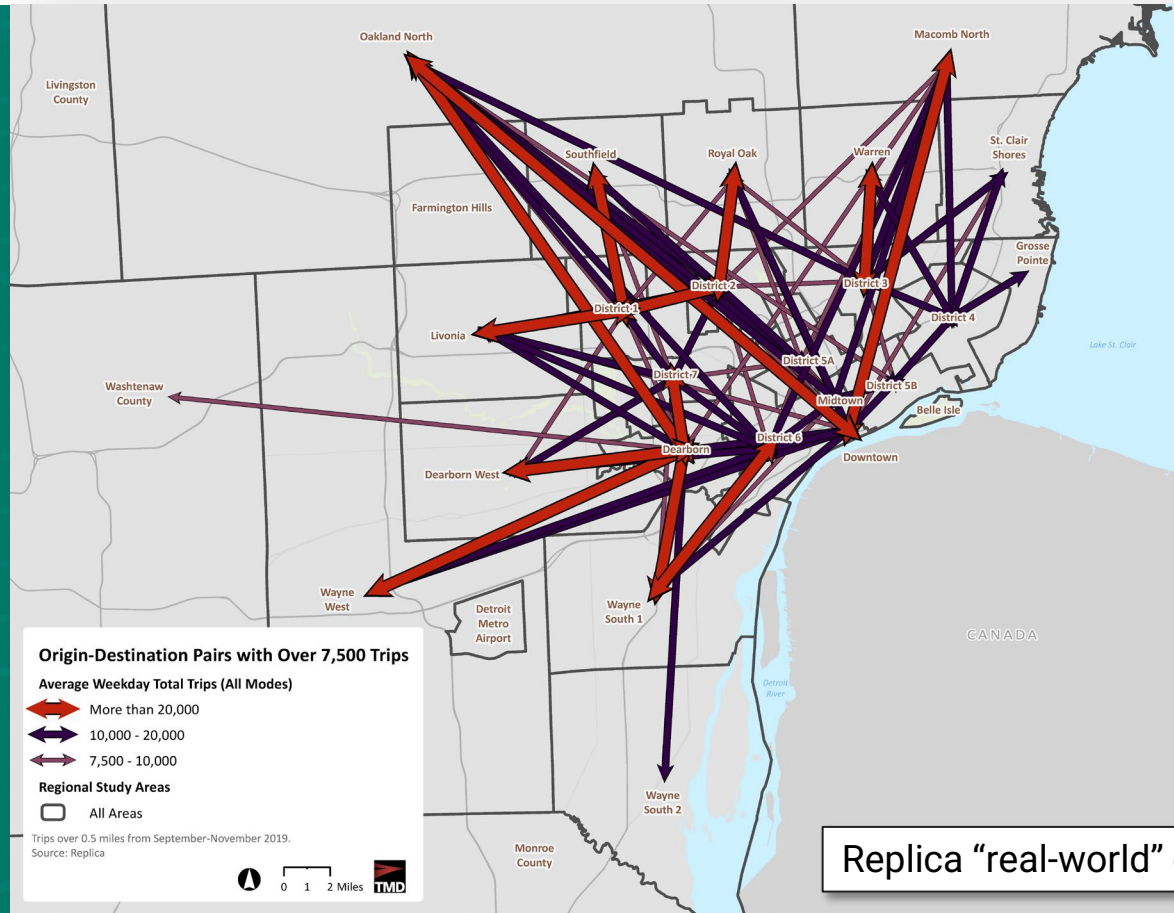 Oakland North
Macomb North
Livingston
County
St. Clair
Shores
Southfield
Royal Oak
Warren
Farmington Hills
Grosse
Pointe
District 2
District 3
District 1
District 4
Livonia
Lake St. Clair
District 5A
District 7
District 5B
Washtenaw
County
Midtown
Belle Isle
District 6
Dearborn
Downtown
Dearborn West
Wayne
West
Detroit
Metro
Airport
Wayne
South 1
CANADA
Detroit
River
Wayne
South 2
Monroe
County
Origin-Destination Pairs with Over 7,500 Trips
Average Weekday Total Trips (All Modes)
More than 20,000
10,000 - 20,000
7,500 - 10,000
Regional Study Areas
All Areas
Trips over 0.5 miles from September-November 2019.
Source: Replica
0 1 2 Miles TMD
Replica “real-world”